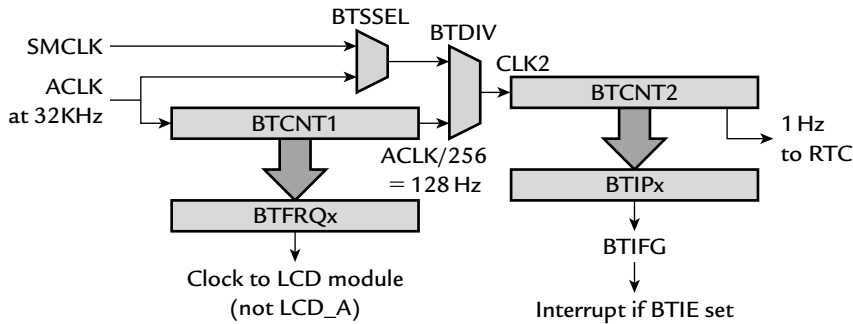 BTSSEL
BTDIV
SMCLK
CLK2
ACLK
at 32KHz
BTCNT1
BTCNT2
1 Hz
to RTC
ACLK/256
= 128 Hz
BTFRQx
BTIPx
BTIFG
Clock to LCD module
(not LCD_A)
Interrupt if BTIE set